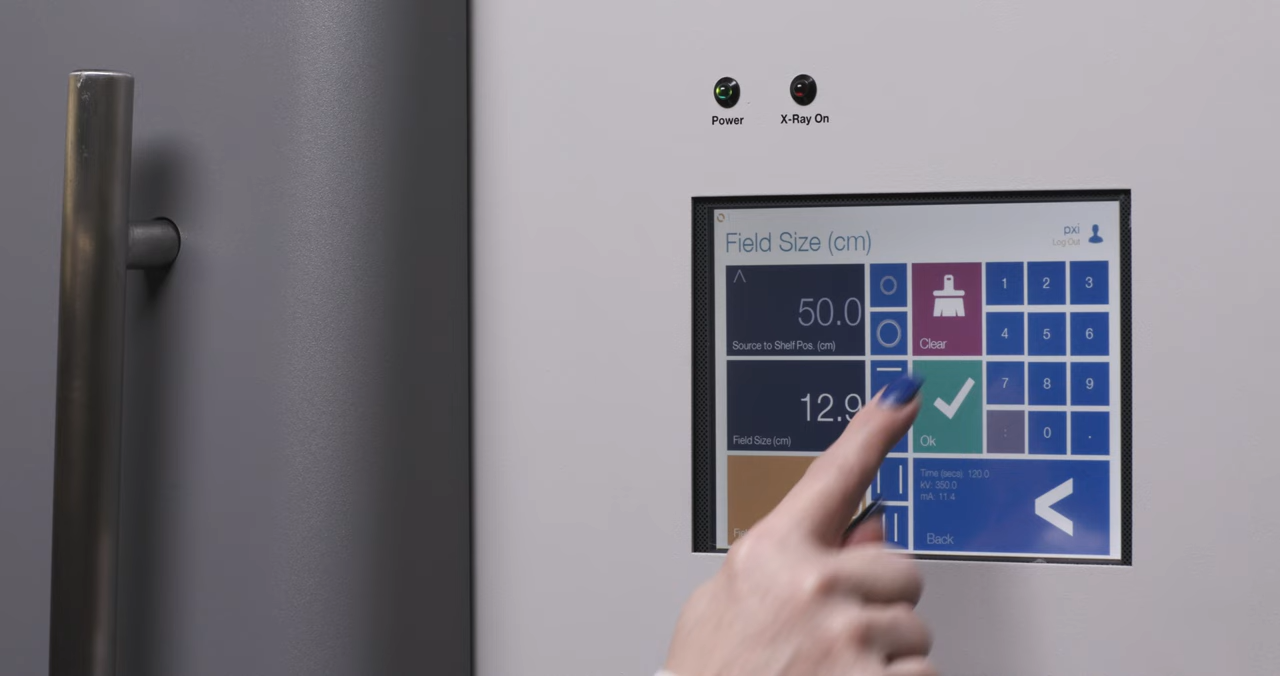 Power
X-Ray On
Field Size (cm)
pxi
Log Out
50.0
Source to Shelf Pos. (cm)
12.9
Field Size (cm)
Clear
Ok
1 2 3
4 5 6
7 8 9
: 0 .
Time (secs) 120.0
kV: 350.0
mA: 11.4
Back